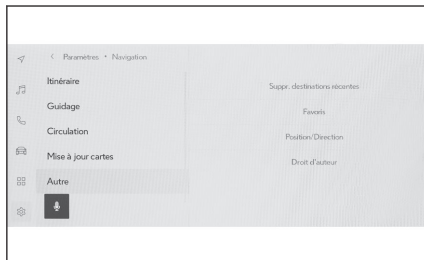 < Paramètres • Navigation
Itinéraire
Guidage
Circulation
Mise à jour cartes
Autre
Suppr. destinations récentes
Favoris
Position/Direction
Droit d'auteur